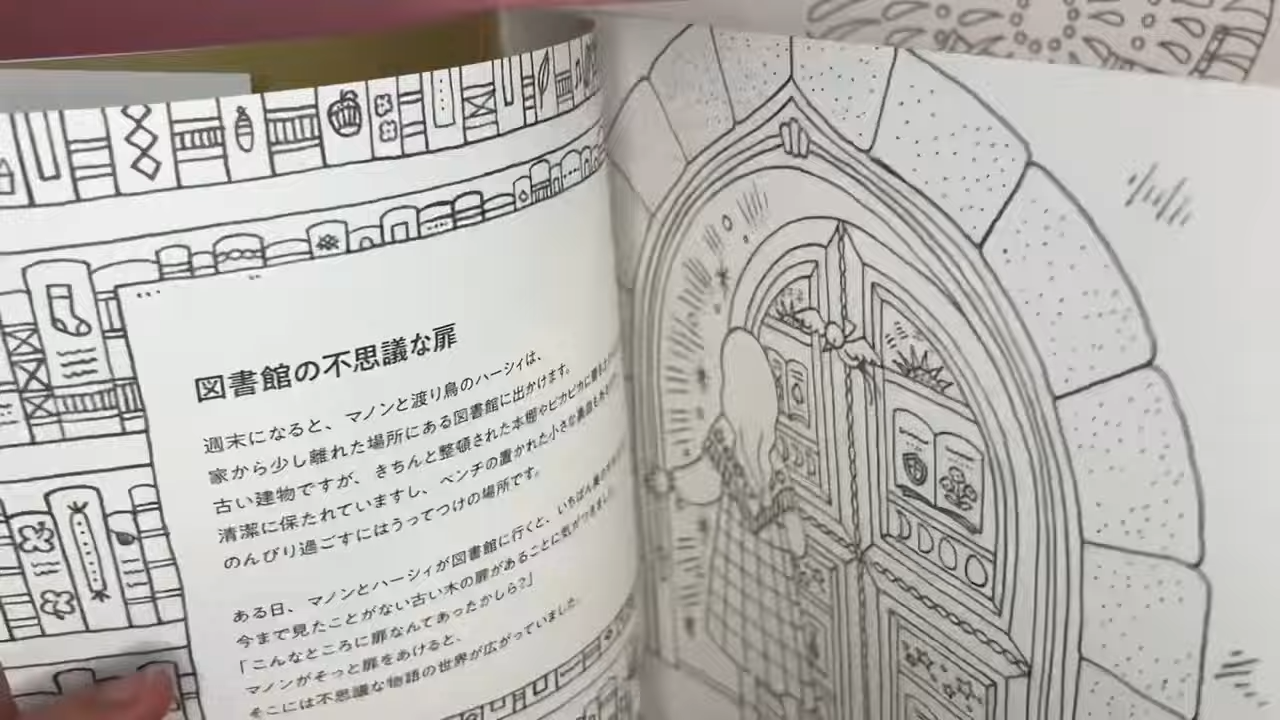 図書館の不思議な扉
週末になると、マノンと渡り鳥のハーシィは、
家から少し離れた場所にある図書館に出かけます。
古い建物ですが、きちんと整頓された本棚やピカピカに
清潔に保たれていますし、ベンチの置かれた小さな
のんびり過ごすにはうってつけの場所です。
ある日、マノンとハーシィが図書館に行くと、いちばん奥の
今まで見たことがない古い木の扉があることに気がつきました。
「こんなところに扉なんてあったかしら?」
マノンがそっと扉をあけると、
そこには不思議な物語の世界が広がっていました。